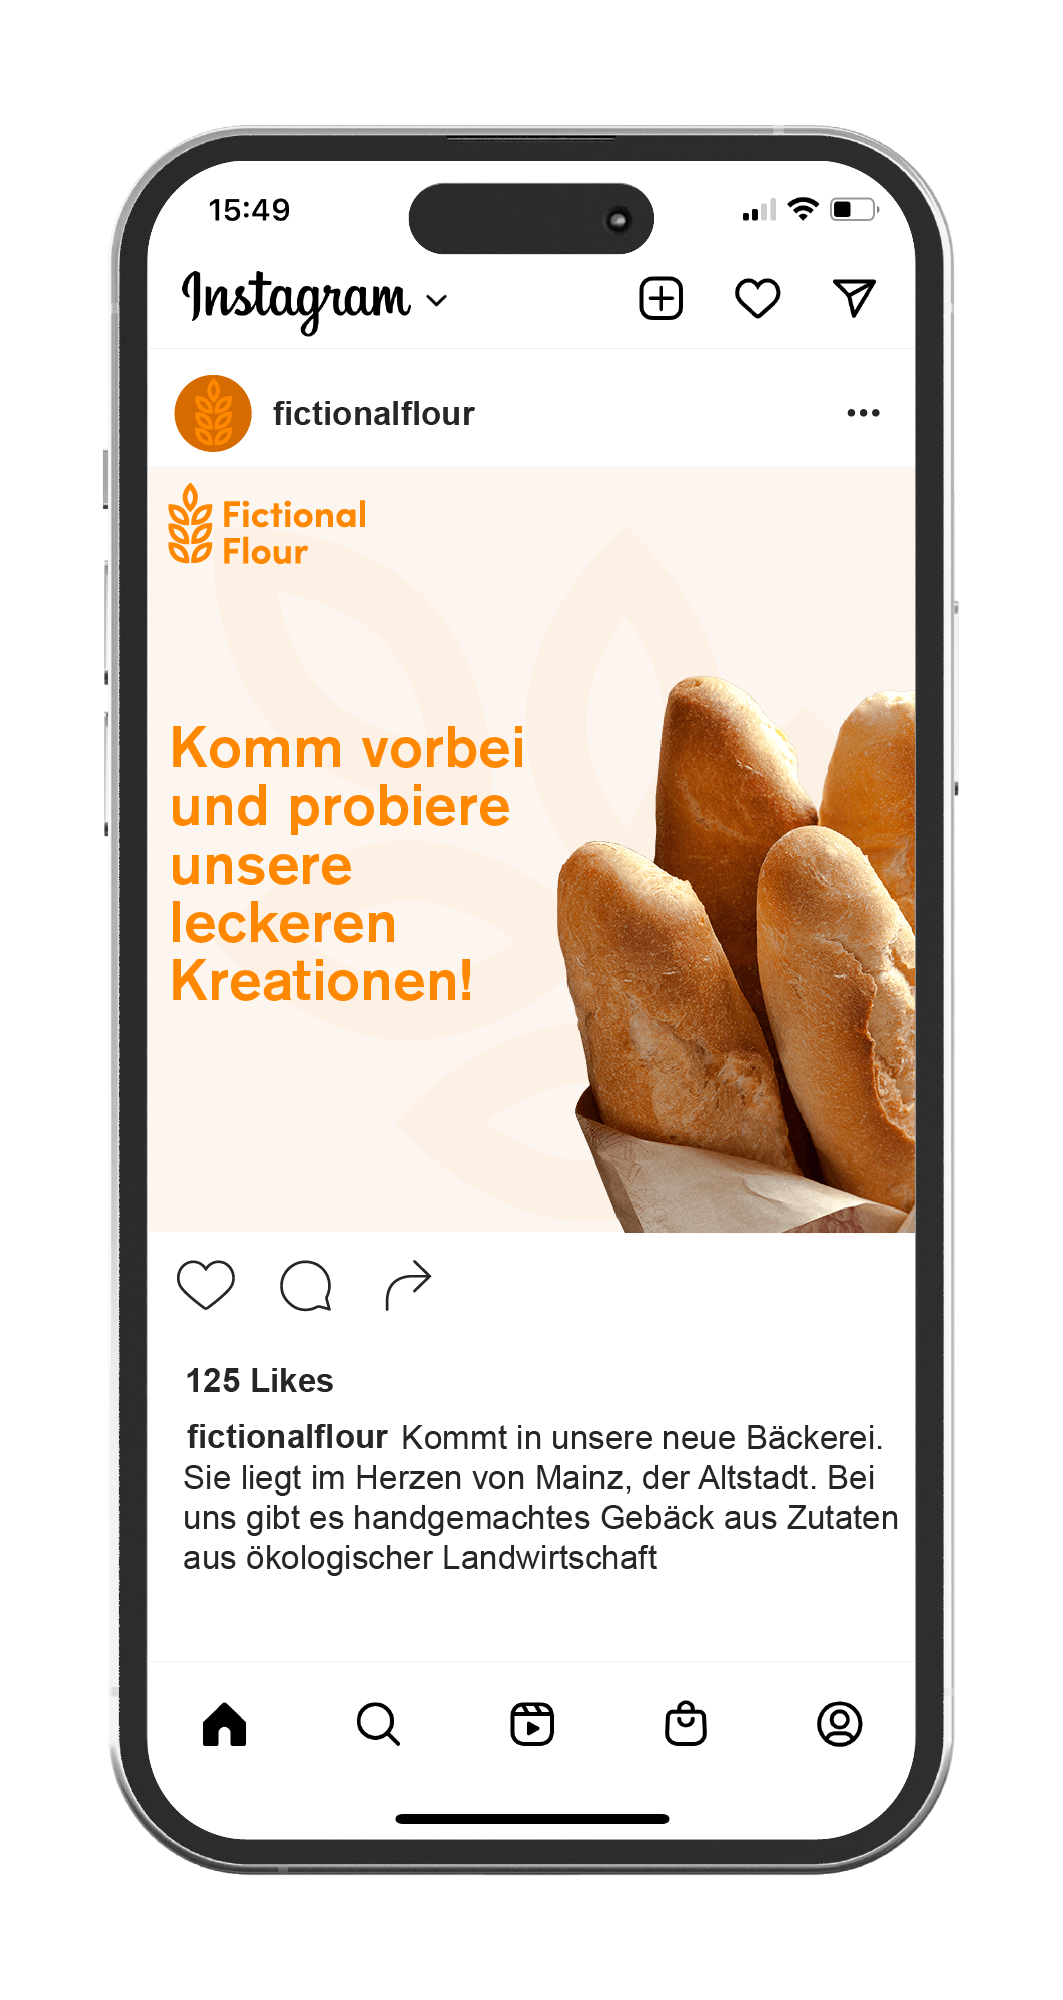 15:49
Instagram
fictionalflour
Fictional
Flour
Komm vorbei
und probiere
unsere
leckeren
Kreationen!
125 Likes
fictionalflour Kommt in unsere neue Bäckerei.
Sie liegt im Herzen von Mainz, der Altstadt. Bei
uns gibt es handgemachtes Gebäck aus Zutaten
aus ökologischer Landwirtschaft